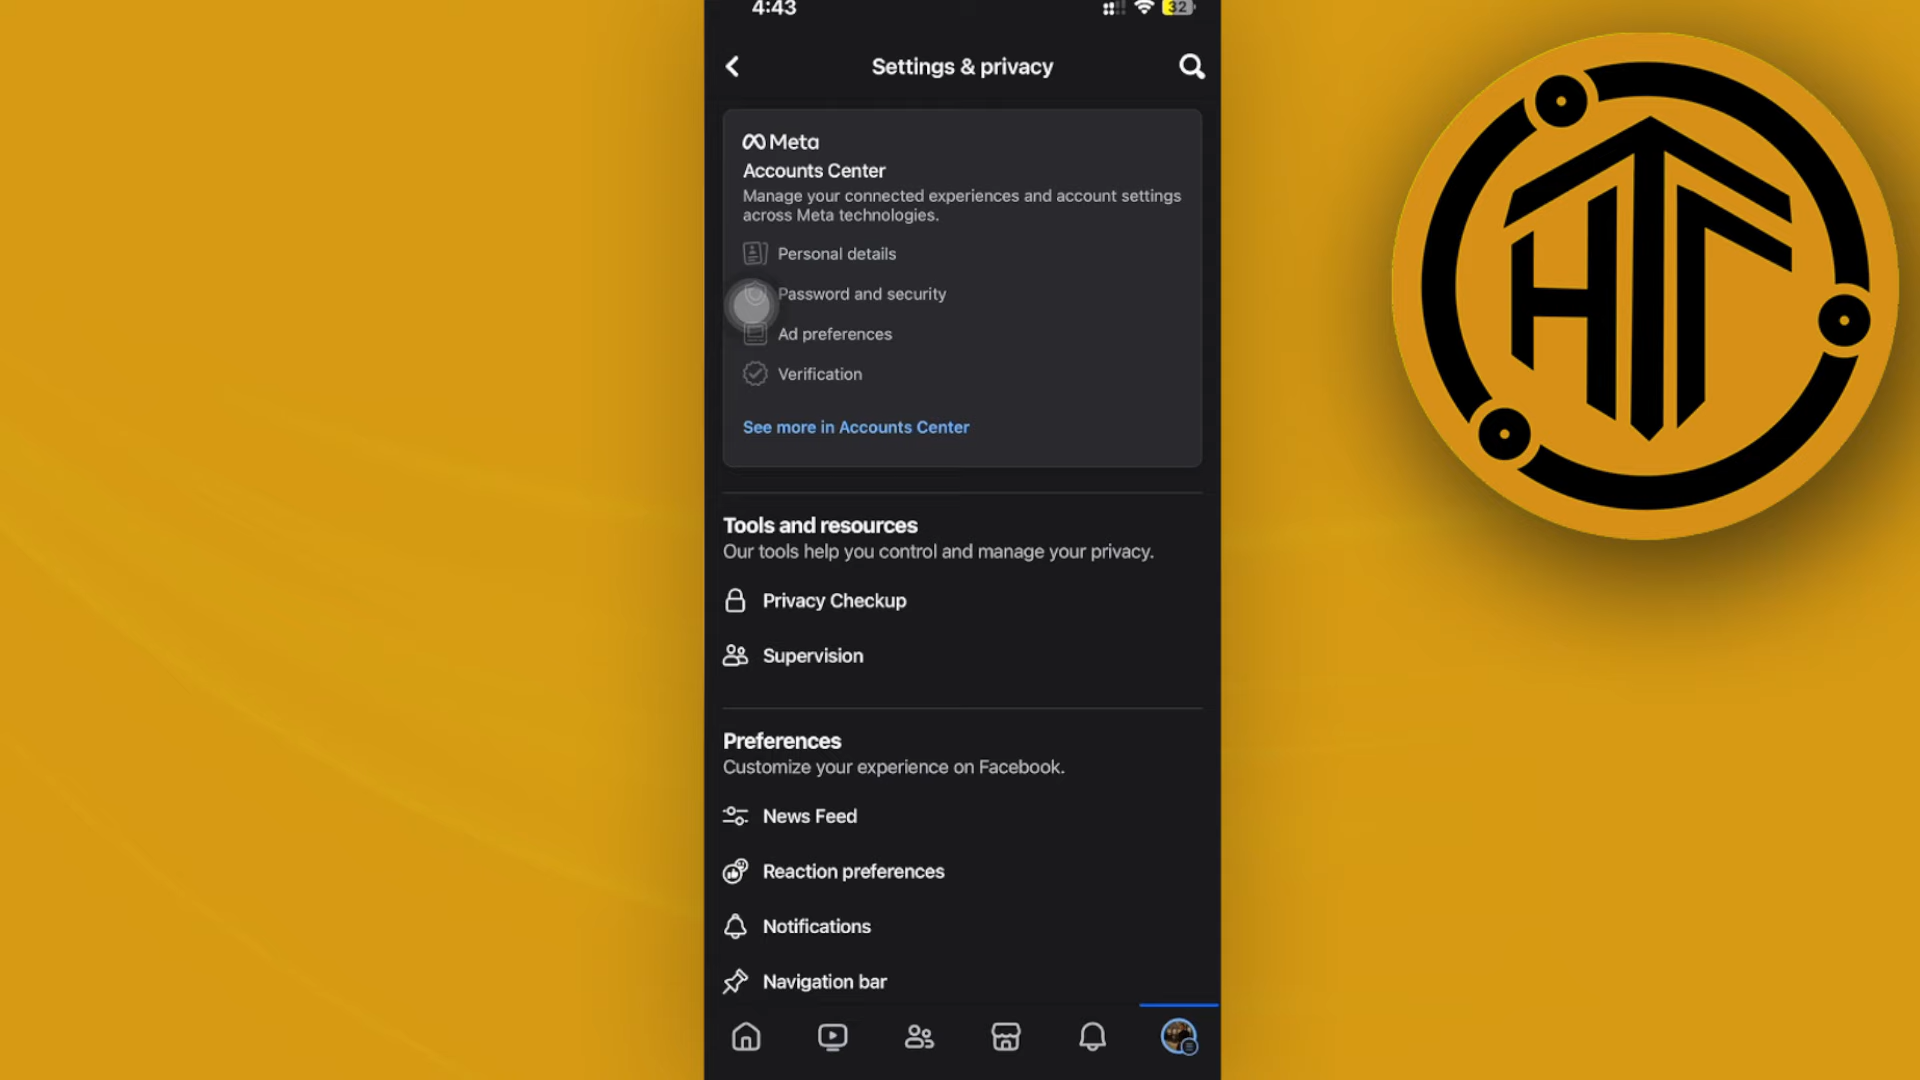 4:43
32
Settings & privacy
Meta
Accounts Center
Manage your connected experiences and account settings
across Meta technologies.
Personal details
Password and security
Ad preferences
Verification
See more in Accounts Center
Tools and resources
Our tools help you control and manage your privacy.
Privacy Checkup
Supervision
Preferences
Customize your experience on Facebook.
News Feed
Reaction preferences
Notifications
Navigation bar
HT